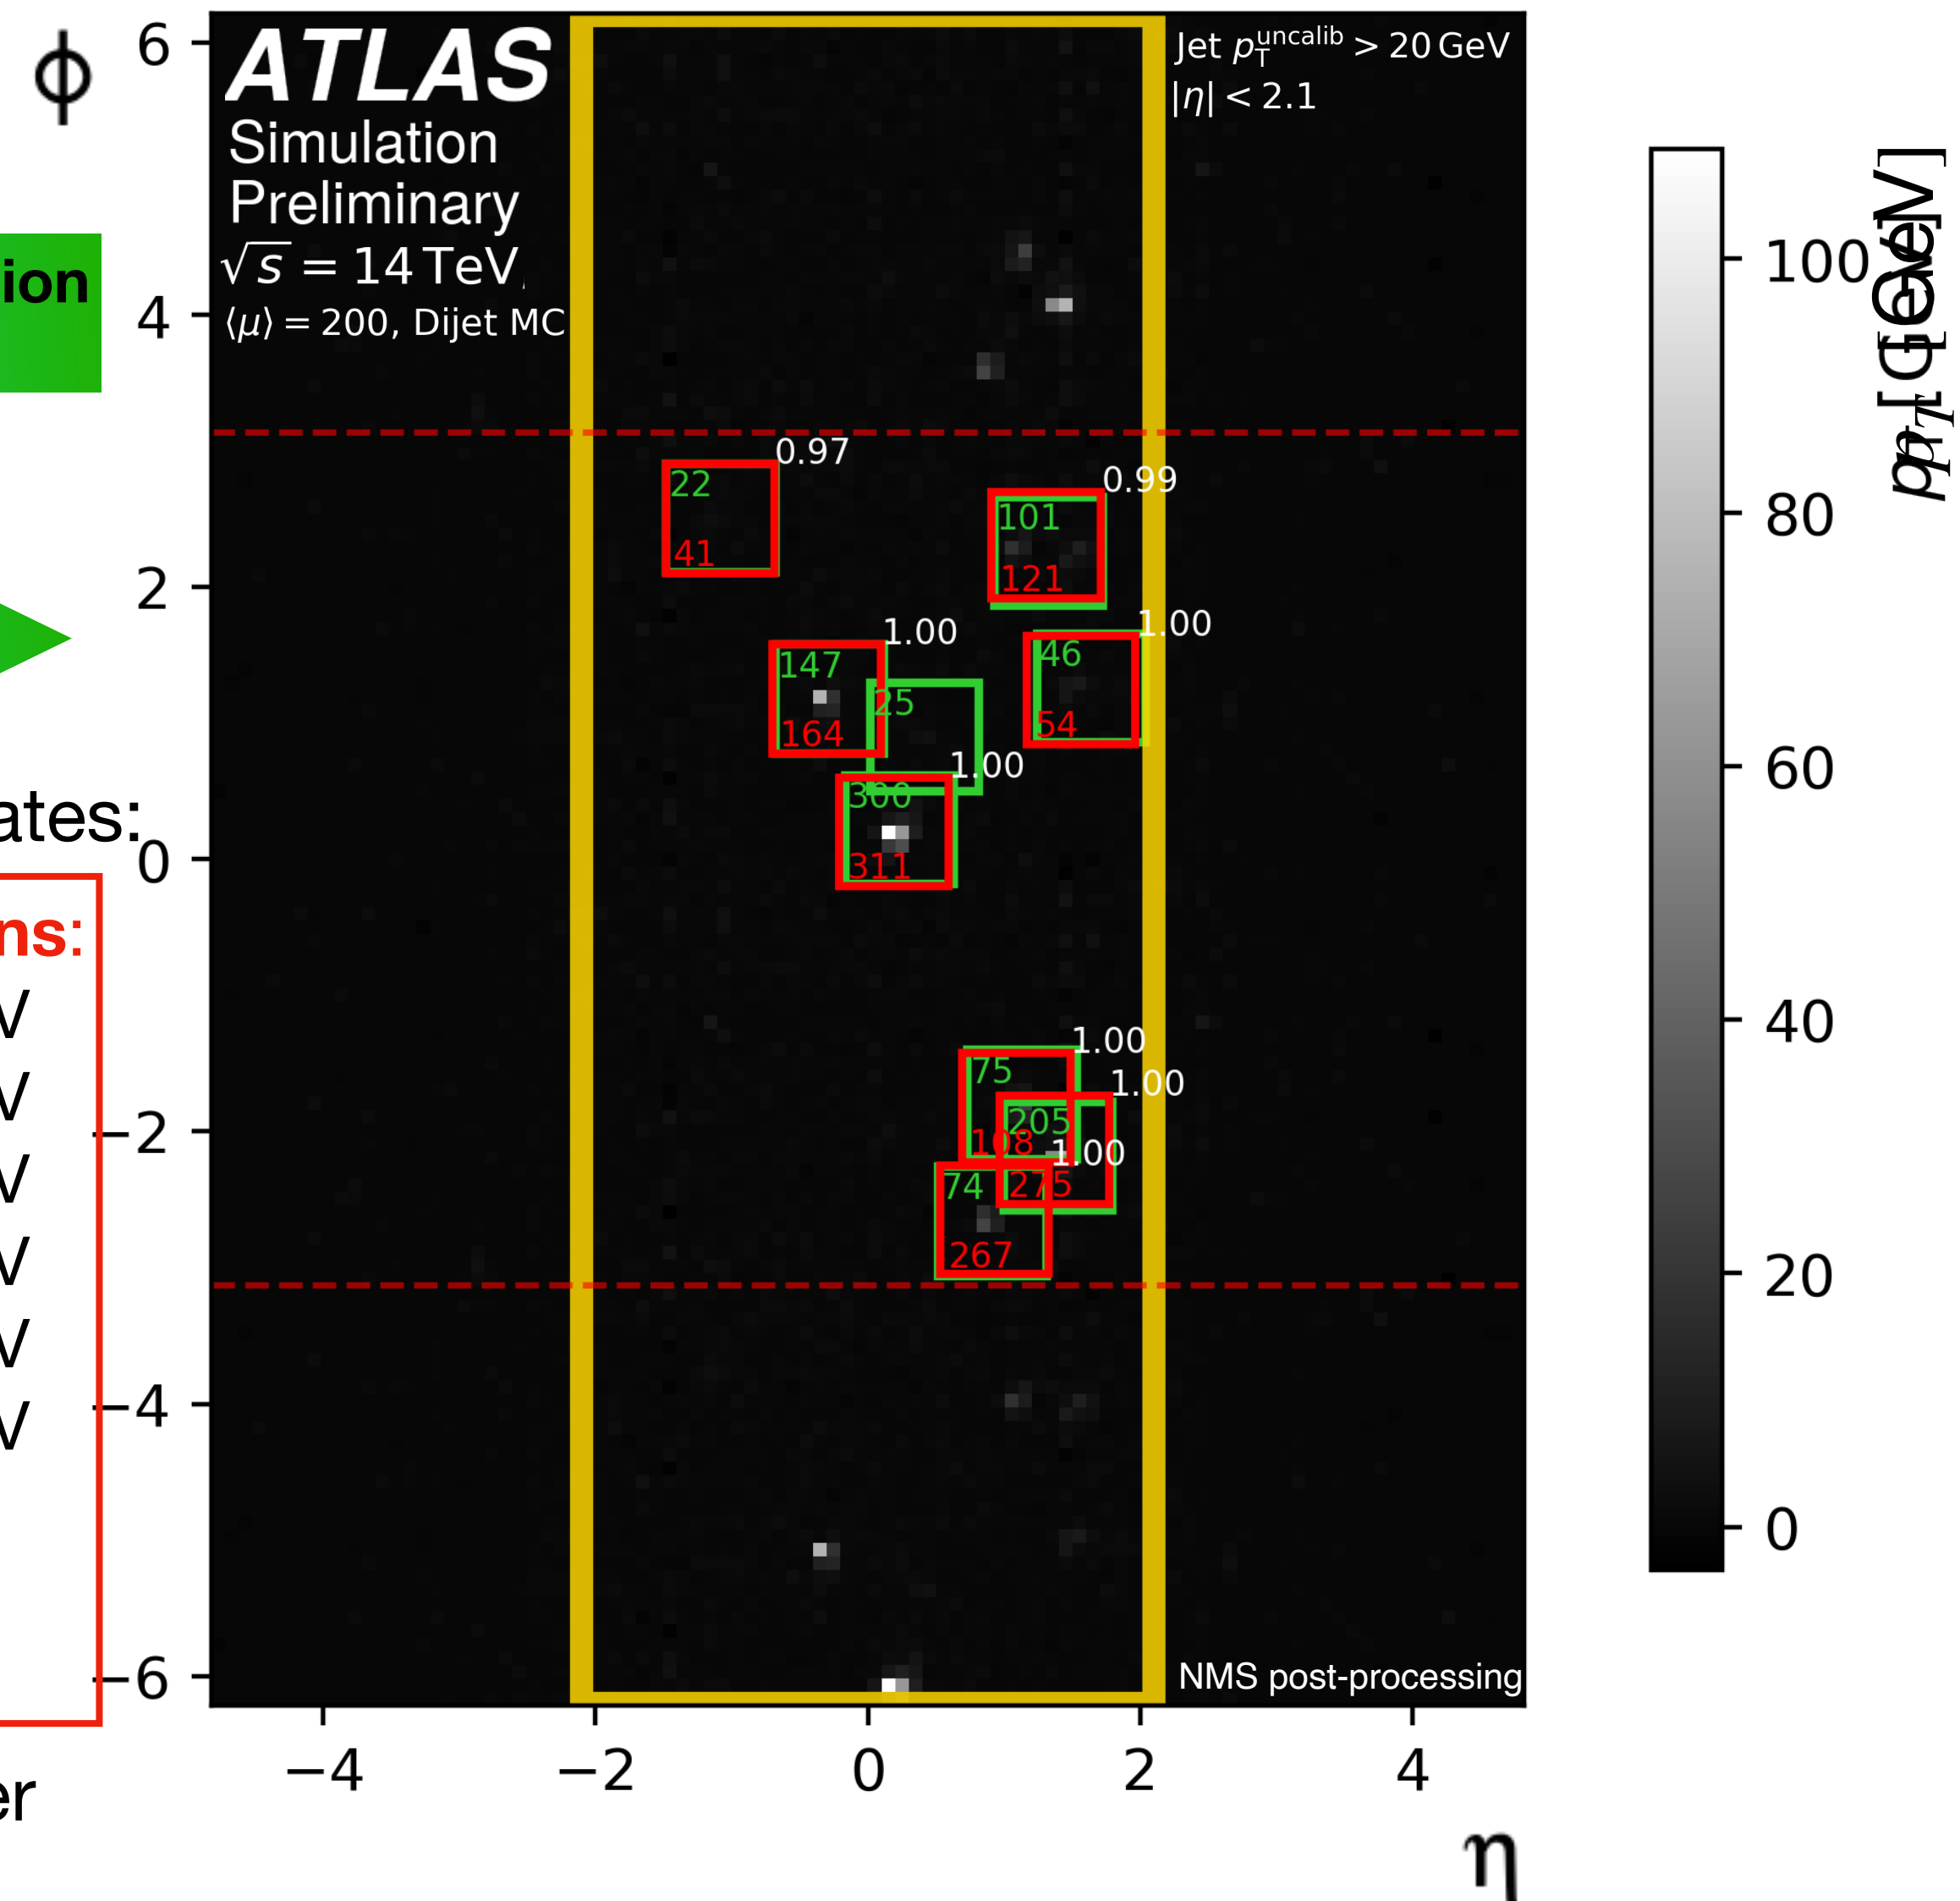 ϕ
6
4
2
0
−2
−4
−6
ATLAS
Simulation
Preliminary
√s = 14 TeV,
⟨μ⟩ = 200, Dijet MC
Jet p_T^uncalib > 20 GeV
|η| < 2.1
ion
ates:
ns:
V
V
V
V
V
V
er
0.97
22
41
0.99
101
121
1.00
147
164
1.00
46
54
25
1.00
300
311
1.00
75
108
1.00
205
275
1.00
74
267
NMS post-processing
−4
−2
0
2
4
η
100
80
60
40
20
0